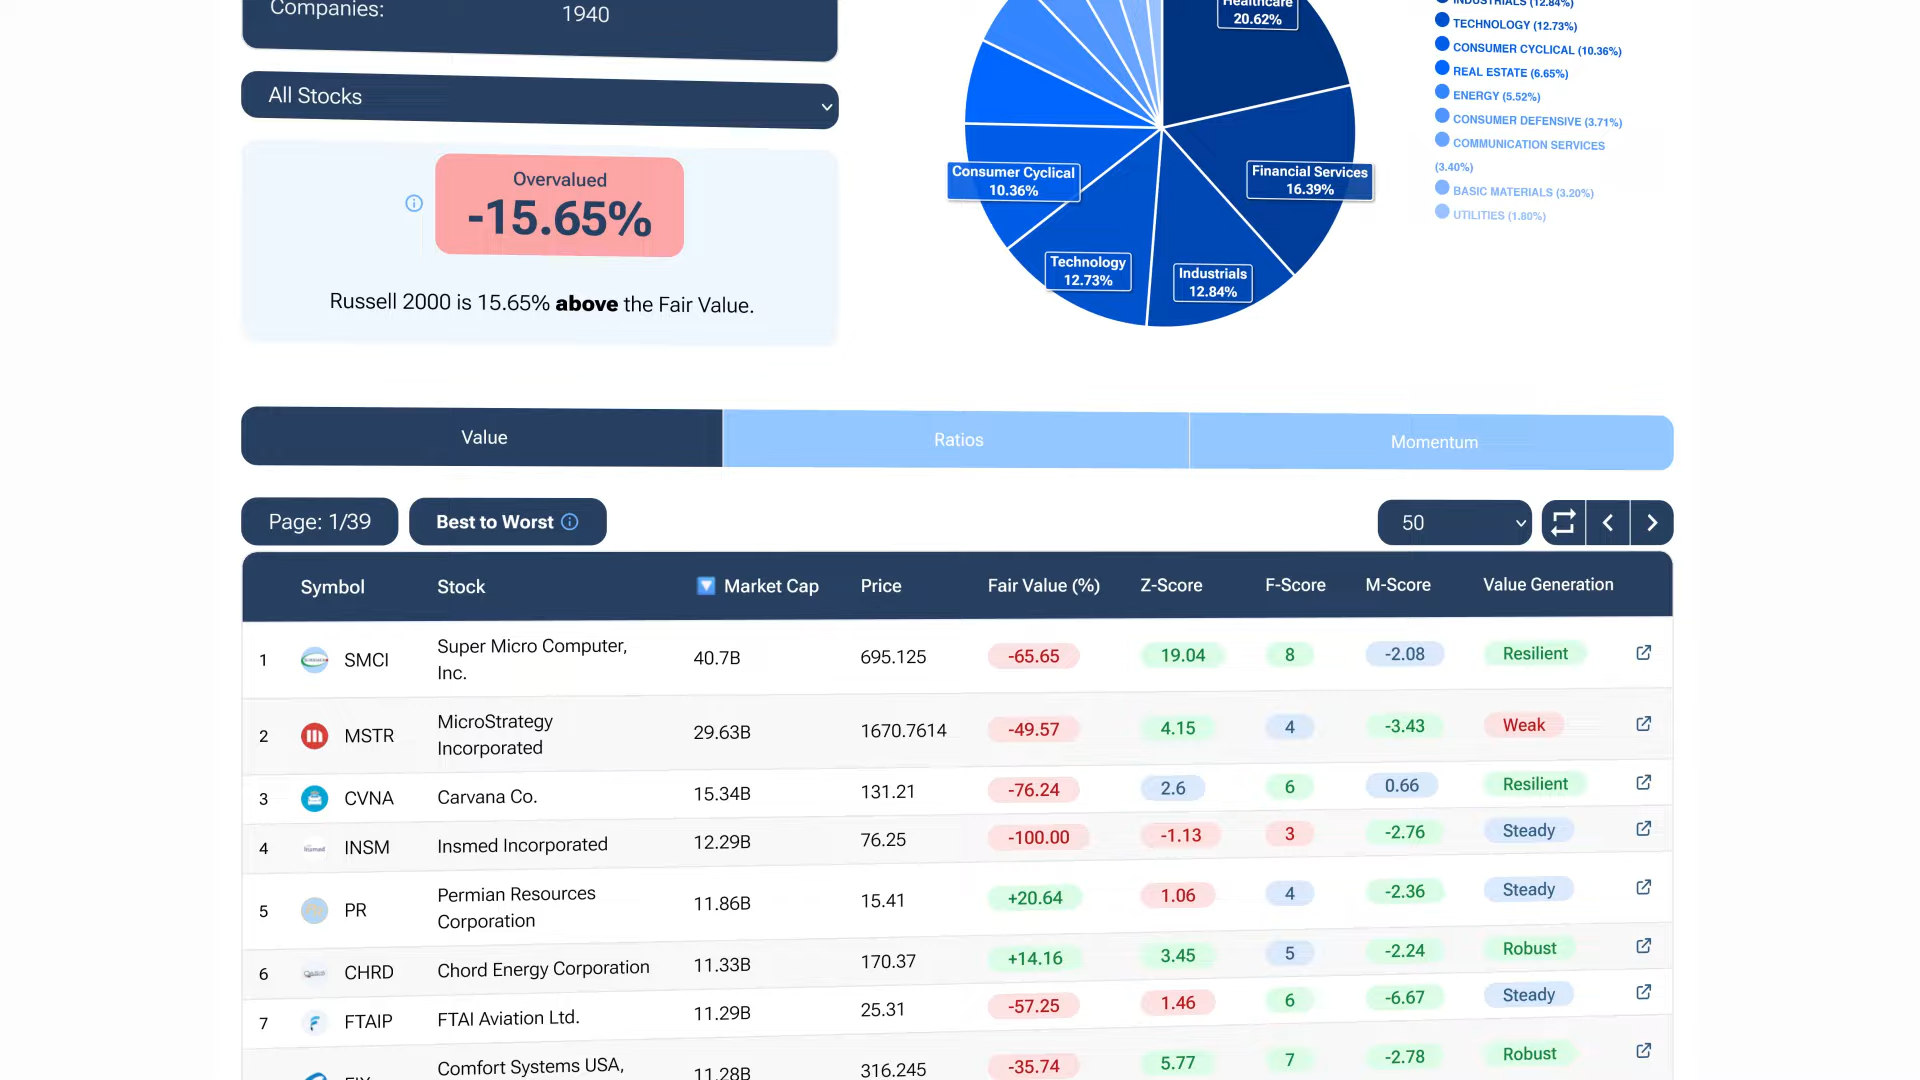 Companies:
1940
All Stocks
Overvalued
-15.65%
Russell 2000 is 15.65% above the Fair Value.
Healthcare
20.62%
Financial Services
16.39%
Consumer Cyclical
10.36%
Technology
12.73%
Industrials
12.84%
INDUSTRIALS (12.84%)
TECHNOLOGY (12.73%)
CONSUMER CYCLICAL (10.36%)
REAL ESTATE (6.65%)
ENERGY (5.52%)
CONSUMER DEFENSIVE (3.71%)
COMMUNICATION SERVICES
(3.40%)
BASIC MATERIALS (3.20%)
UTILITIES (1.80%)
Value
Ratios
Momentum
Page: 1/39
Best to Worst
50
Symbol Stock Market Cap Price Fair Value (%) Z-Score F-Score M-Score Value Generation
1 SMCI Super Micro Computer, 40.7B 695.125 -65.65 19.04 8 -2.08 Resilient
Inc.
2 MSTR MicroStrategy 29.63B 1670.7614 -49.57 4.15 4 -3.43 Weak
Incorporated
3 CVNA Carvana Co. 15.34B 131.21 -76.24 2.6 6 0.66 Resilient
4 INSM Insmed Incorporated 12.29B 76.25 -100.00 -1.13 3 -2.76 Steady
5 PR Permian Resources 11.86B 15.41 +20.64 1.06 4 -2.36 Steady
Corporation
6 CHRD Chord Energy Corporation 11.33B 170.37 +14.16 3.45 5 -2.24 Robust
7 FTAIP FTAI Aviation Ltd. 11.29B 25.31 -57.25 1.46 6 -6.67 Steady
Comfort Systems USA, 11.28B 316.245 -35.74 5.77 7 -2.78 Robust